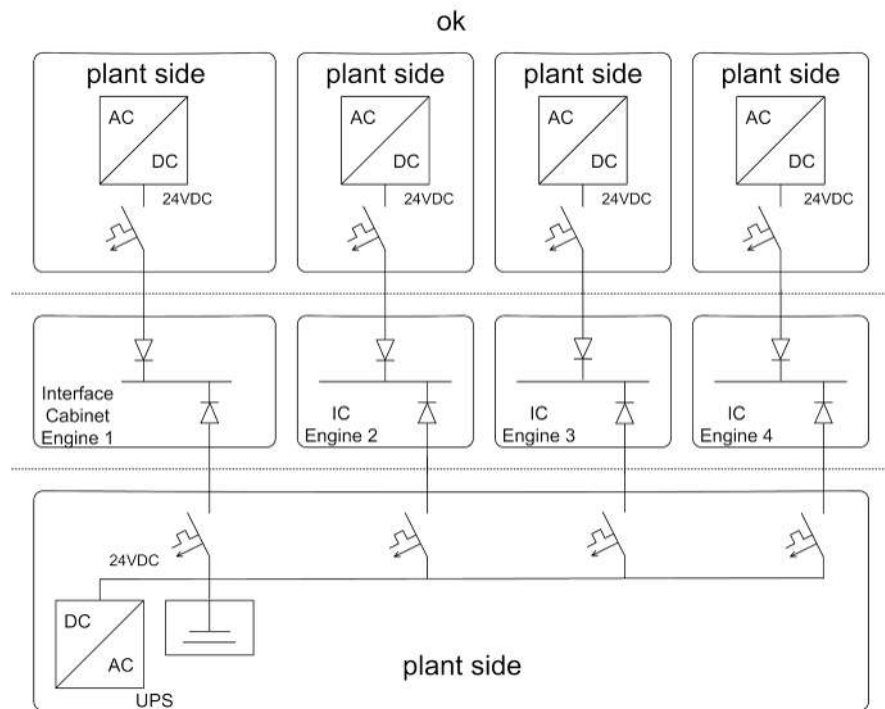 ok
plant side
plant side
plant side
plant side
AC
DC
24VDC
AC
DC
24VDC
AC
DC
24VDC
AC
DC
24VDC
Interface
Cabinet
Engine 1
IC
Engine 2
IC
Engine 3
IC
Engine 4
24VDC
DC
AC
UPS
plant side